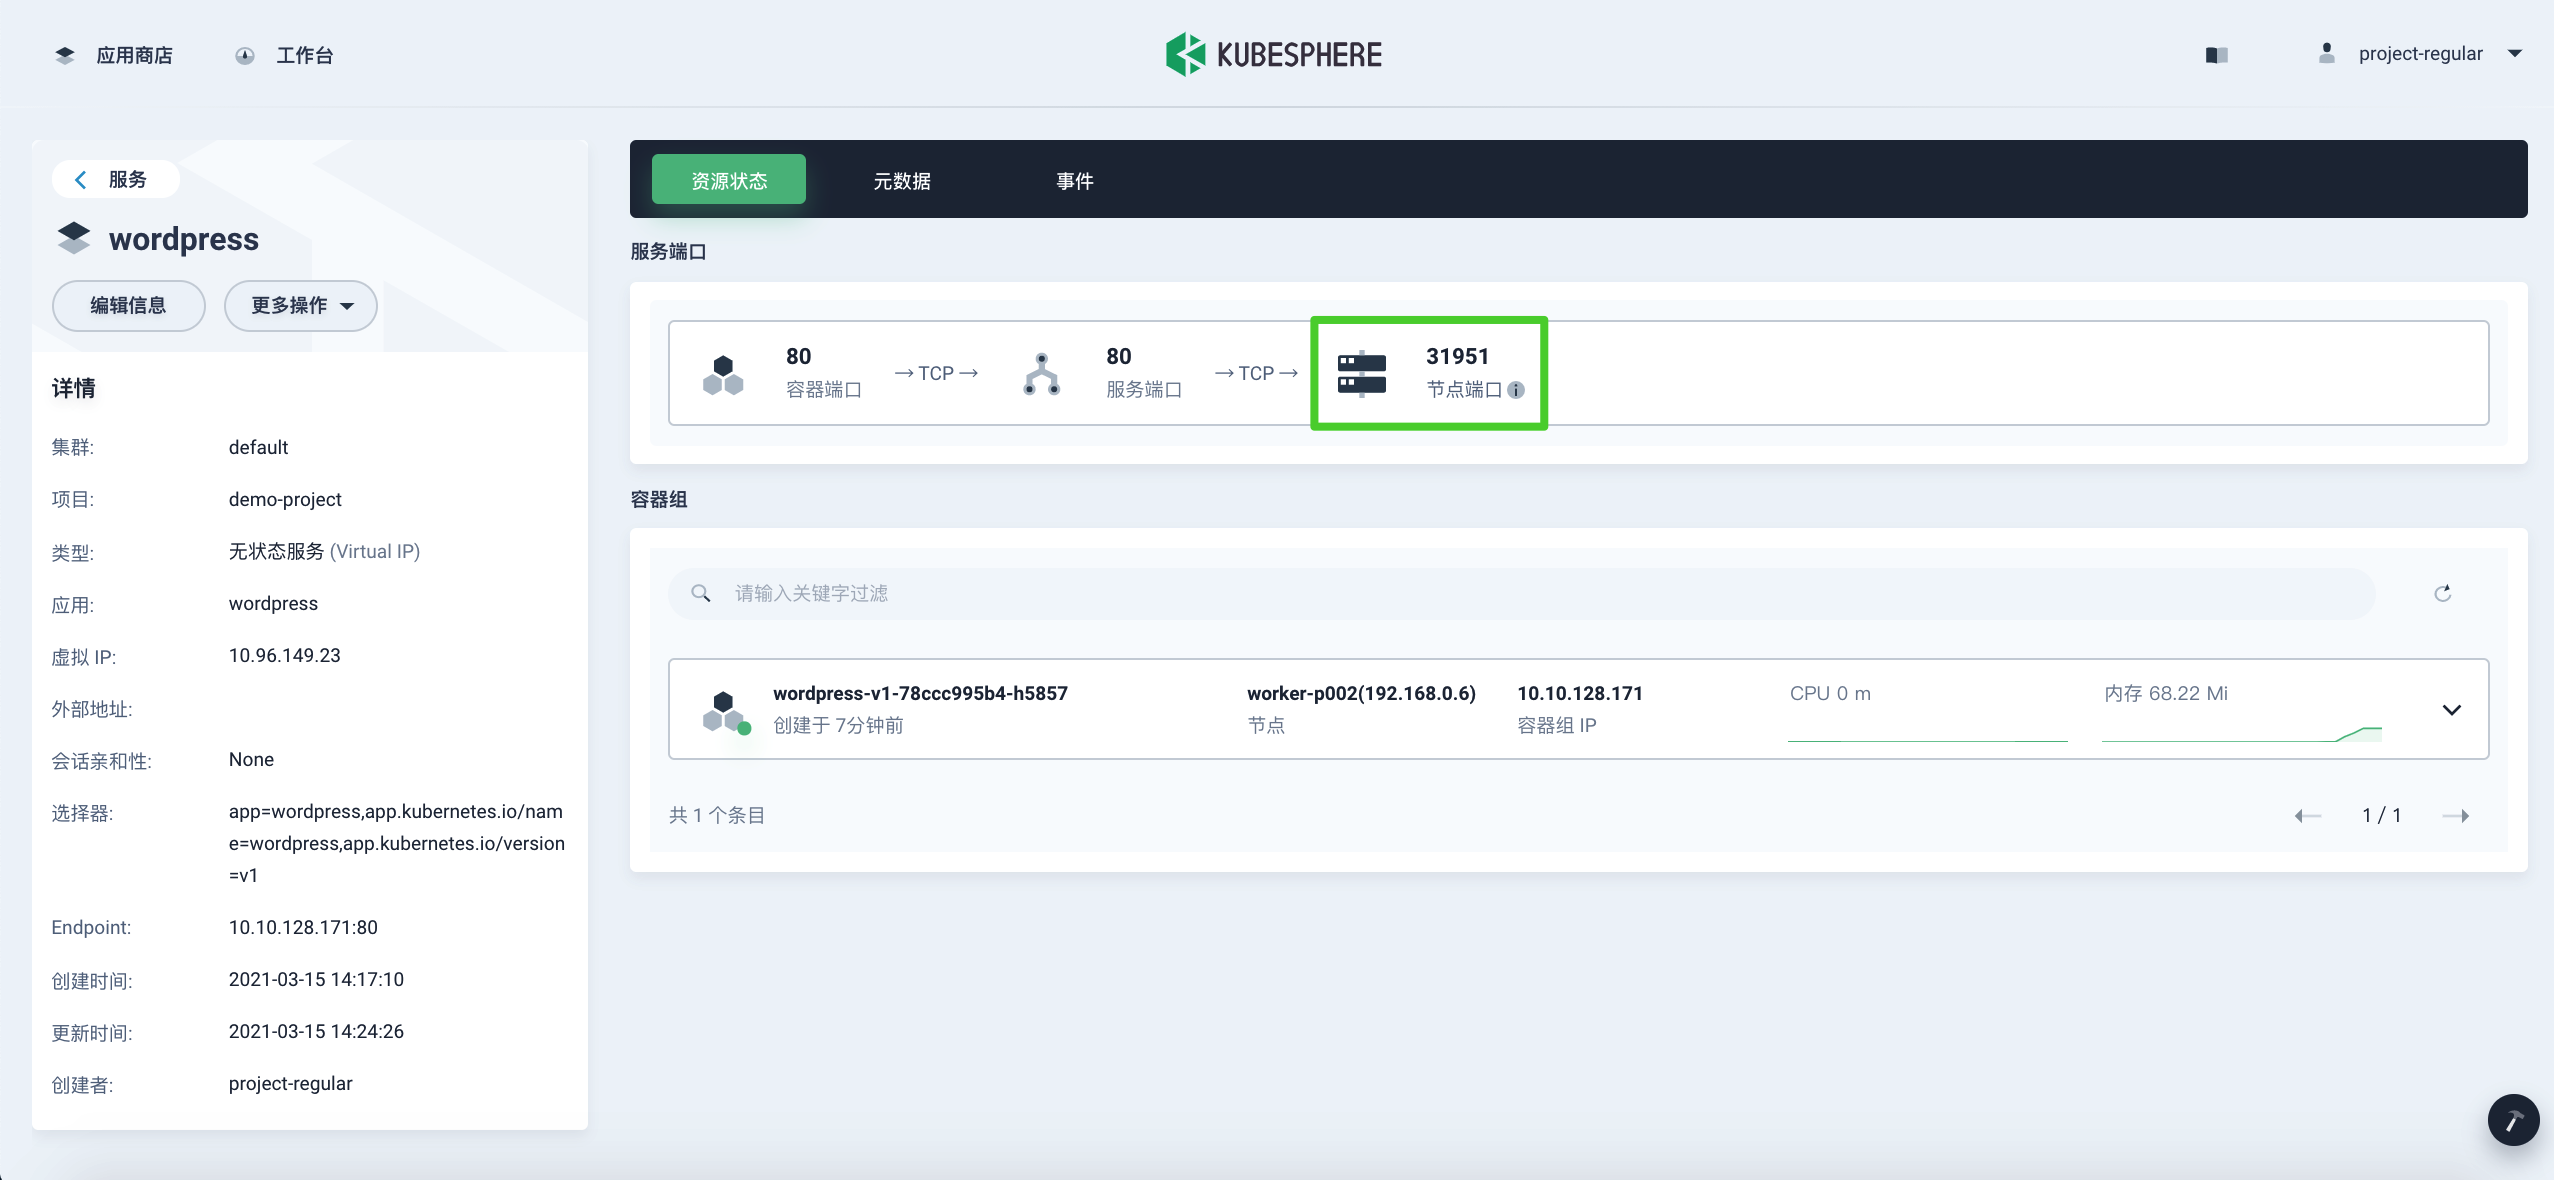 应用商店
工作台
KUBESPHERE
project-regular
服务
wordpress
编辑信息
更多操作
详情
集群: default
项目: demo-project
类型: 无状态服务 (Virtual IP)
应用: wordpress
虚拟 IP: 10.96.149.23
外部地址:
会话亲和性: None
选择器: app=wordpress,app.kubernetes.io/nam
e=wordpress,app.kubernetes.io/version
=v1
Endpoint: 10.10.128.171:80
创建时间: 2021-03-15 14:17:10
更新时间: 2021-03-15 14:24:26
创建者: project-regular
资源状态 元数据 事件
服务端口
80
容器端口
→ TCP →
80
服务端口
→ TCP →
31951
节点端口
容器组
请输入关键字过滤
wordpress-v1-78ccc995b4-h5857
创建于 7分钟前
worker-p002(192.168.0.6)
节点
10.10.128.171
容器组 IP
CPU 0 m
内存 68.22 Mi
共 1 个条目
1 / 1